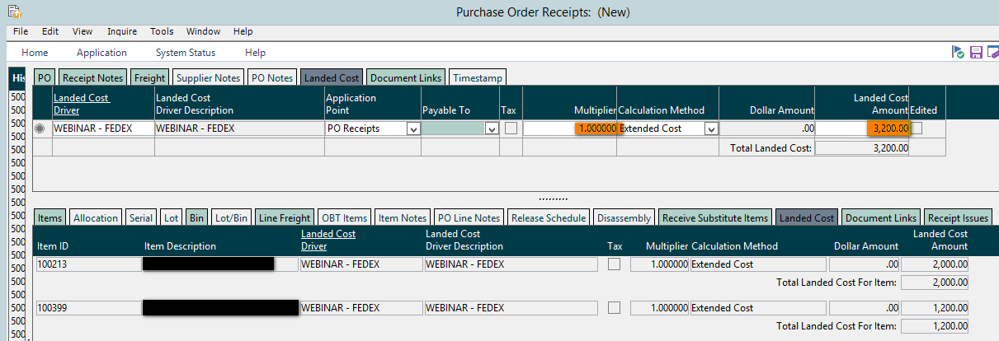 Purchase Order Receipts: (New)
File Edit View Inquire Tools Window Help
Home Application System Status Help
His PO Receipt Notes Freight Supplier Notes PO Notes Landed Cost Document Links Timestamp
500 Landed Cost Driver Landed Cost Driver Description Application Point Payable To Tax Multiplier Calculation Method Dollar Amount Landed Cost Amount Edited
500
500
500 WEBINAR - FEDEX WEBINAR - FEDEX PO Receipts 1.000000 Extended Cost .00 3,200.00
500
500 Total Landed Cost: 3,200.00
500
500
500
500
500
500 Items Allocation Serial Lot Bin Lot/Bin Line Freight OBT Items Item Notes PO Line Notes Release Schedule Disassembly Receive Substitute Items Landed Cost Document Links Receipt Issues
500
500 Item ID Item Description Landed Cost Driver Landed Cost Driver Description Tax Multiplier Calculation Method Dollar Amount Landed Cost Amount
500
500 100213 WEBINAR - FEDEX WEBINAR - FEDEX 1.000000 Extended Cost .00 2,000.00
500 Total Landed Cost For Item: 2,000.00
500
500 100399 WEBINAR - FEDEX WEBINAR - FEDEX 1.000000 Extended Cost .00 1,200.00
500 Total Landed Cost For Item: 1,200.00